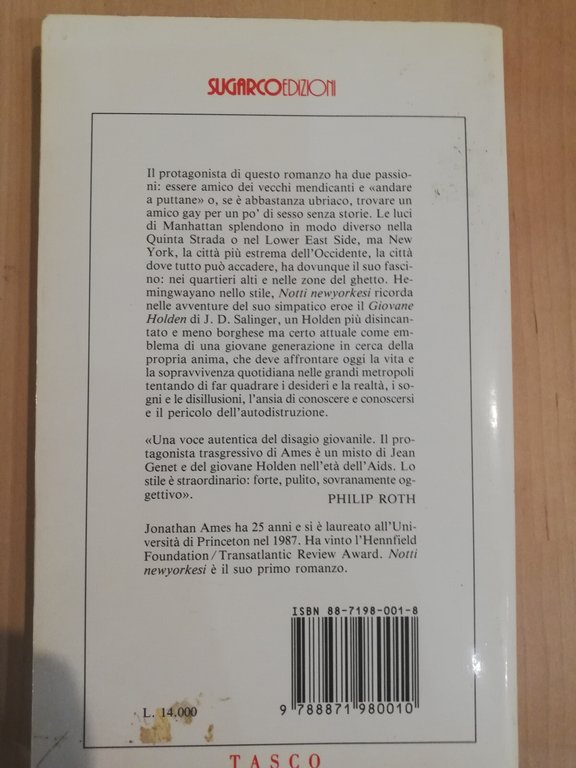 SUGARCOEDIZIONI
Il protagonista di questo romanzo ha due passio-
ni: essere amico dei vecchi mendicanti e «andare
a puttane» o, se è abbastanza ubriaco, trovare un
amico gay per un po' di sesso senza storie. Le luci
di Manhattan splendono in modo diverso nella
Quinta Strada o nel Lower East Side, ma New
York, la città più estrema dell'Occidente, la città
dove tutto può accadere, ha dovunque il suo fasci-
no: nei quartieri alti e nelle zone del ghetto. He-
mingwayano nello stile, Notti newyorkesi ricorda
nelle avventure del suo simpatico eroe il Giovane
Holden di J. D. Salinger, un Holden più disincan-
tato e meno borghese ma certo attuale come em-
blema di una giovane generazione in cerca della
propria anima, che deve affrontare oggi la vita e
la sopravvivenza quotidiana nelle grandi metropoli
tentando di far quadrare i desideri e la realtà, i so-
gni e le disillusioni, l'ansia di conoscere e conoscersi
e il pericolo dell'autodistruzione.
«Una voce autentica del disagio giovanile. Il pro-
tagonista trasgressivo di Ames è un misto di Jean
Genet e del giovane Holden nell'età dell'Aids. Lo
stile è straordinario: forte, pulito, sovranamente og-
gettivo».
PHILIP ROTH
Jonathan Ames ha 25 anni e si è laureato all'Uni-
versità di Princeton nel 1987. Ha vinto l'Hennfield
Foundation/Transatlantic Review Award. Notti
newyorkesi è il suo primo romanzo.
ISBN 88-7198-001-8
9 788871 980010
L. 14.000
TASCO